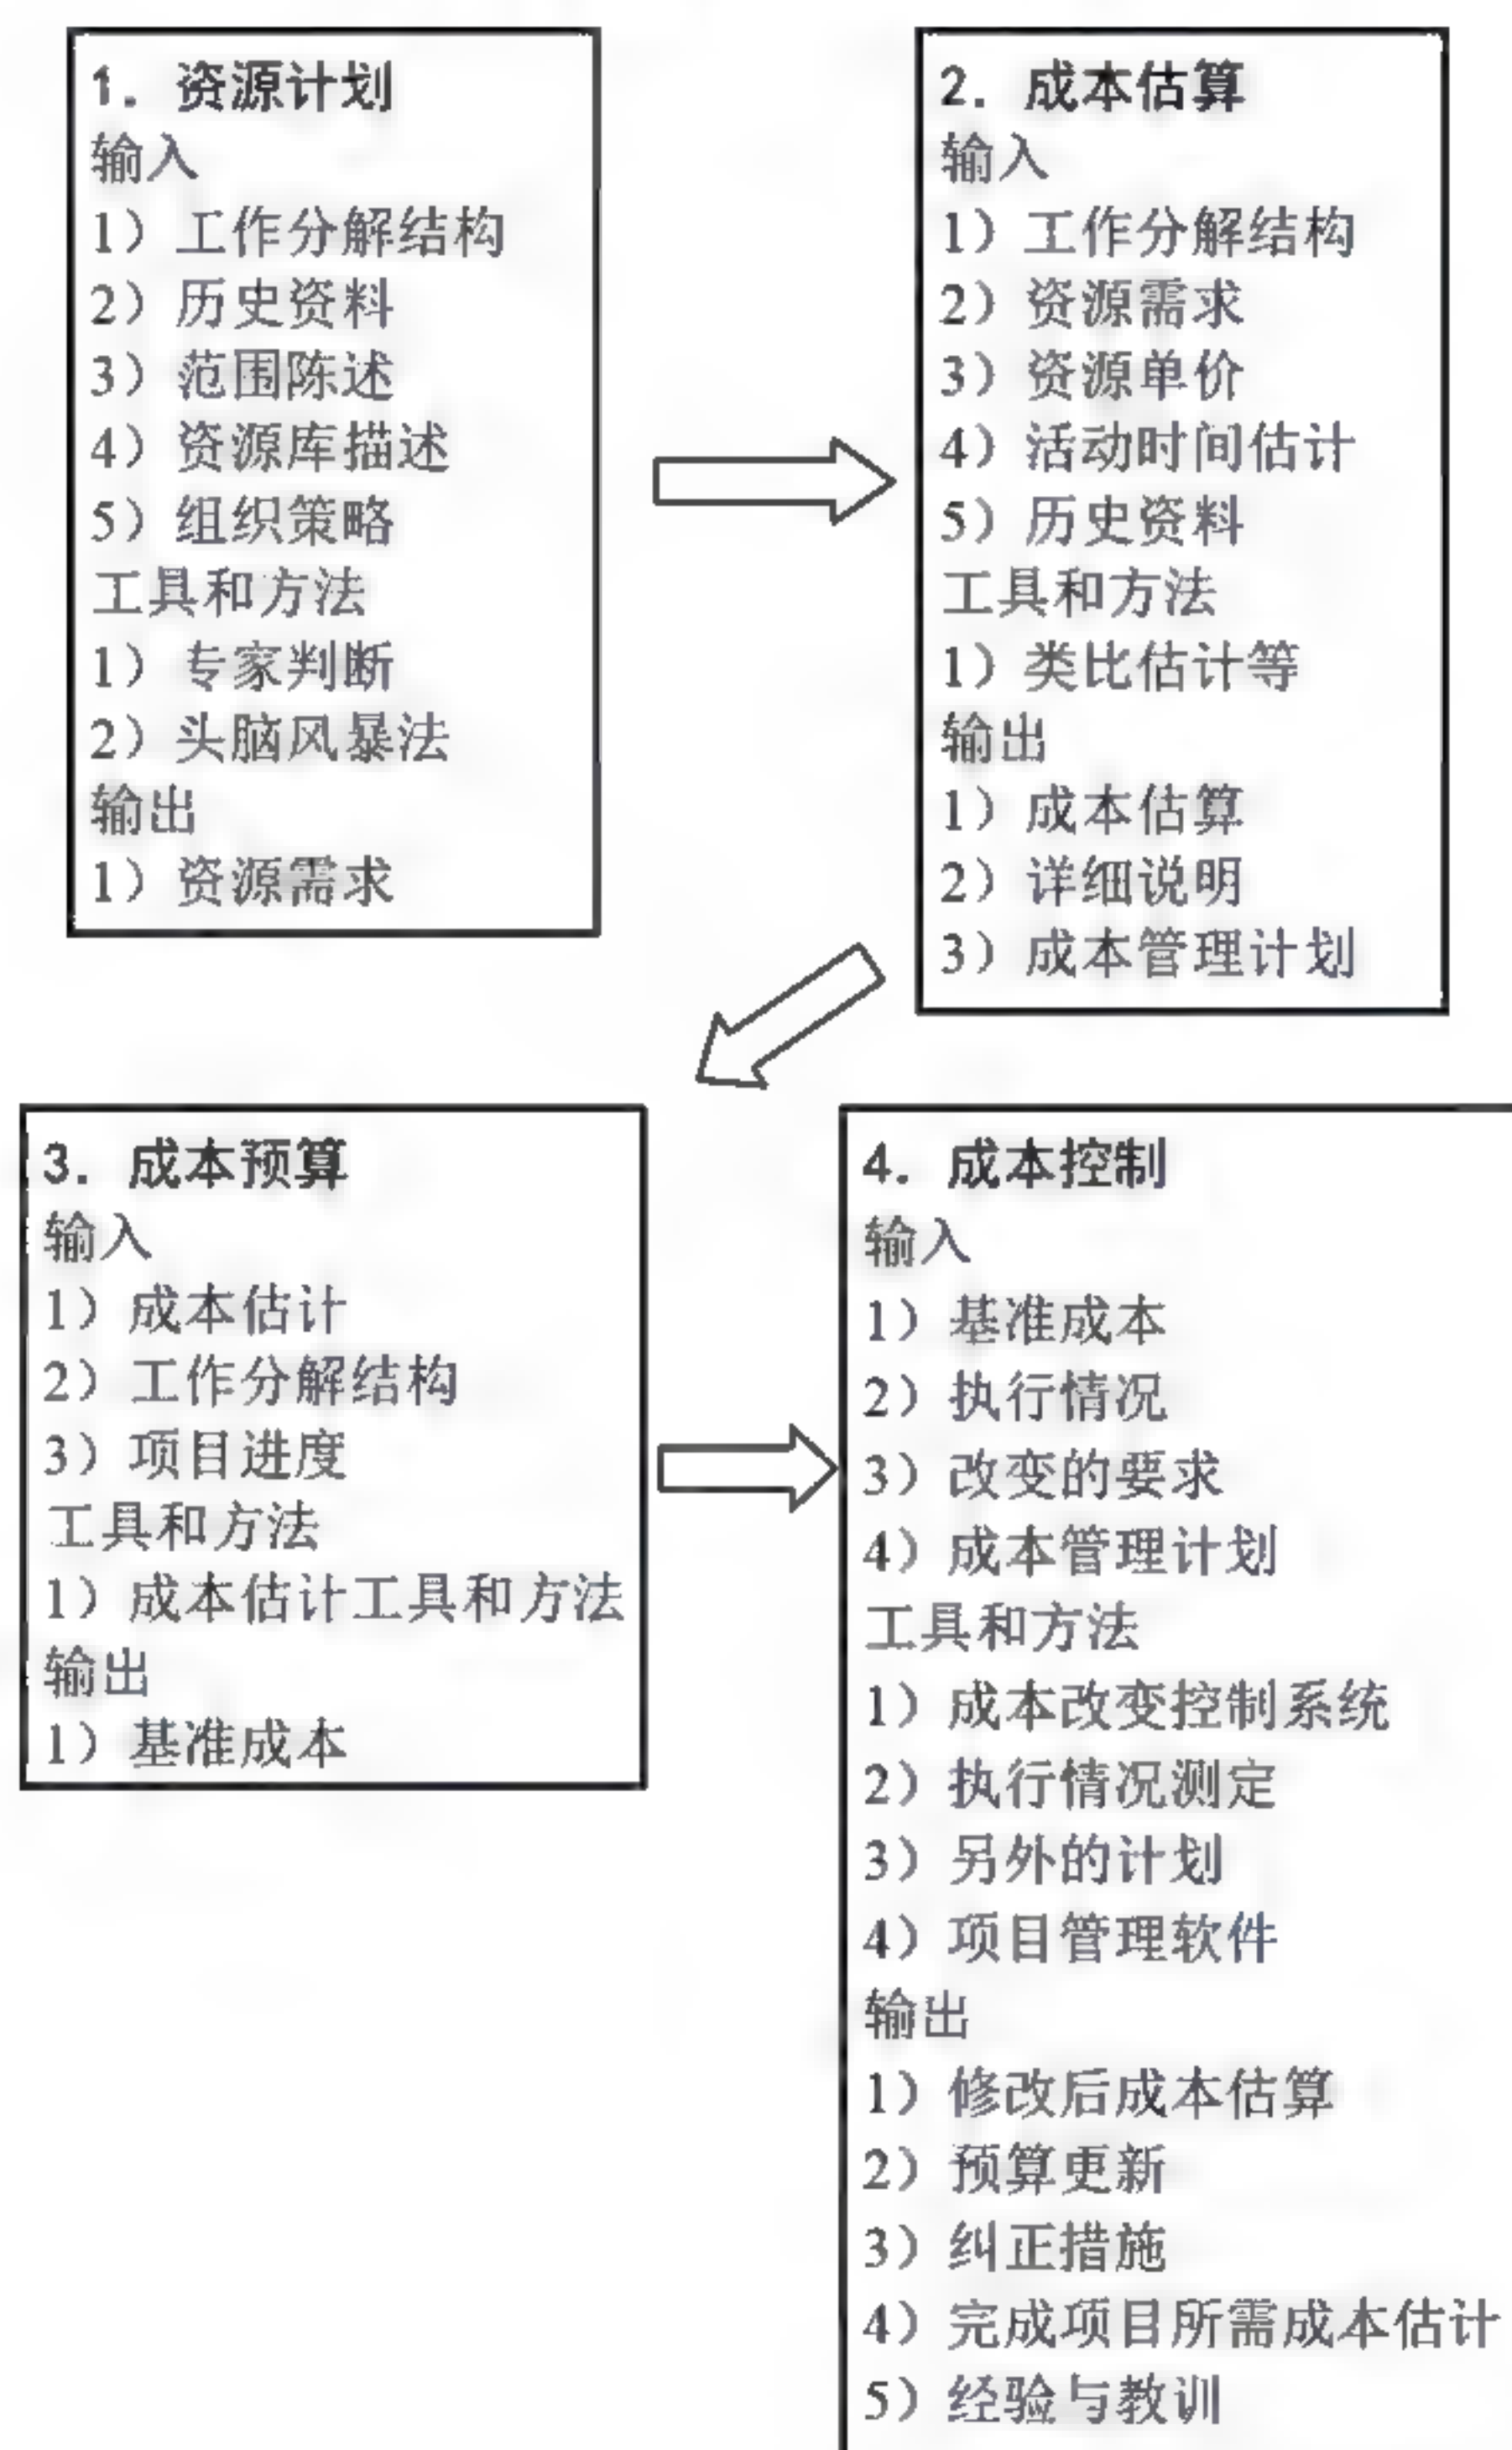 1. 资源计划
输入
1）工作分解结构
2）历史资料
3）范围陈述
4）资源库描述
5）组织策略
工具和方法
1）专家判断
2）头脑风暴法
输出
1）资源需求
2. 成本估算
输入
1）工作分解结构
2）资源需求
3）资源单价
4）活动时间估计
5）历史资料
工具和方法
1）类比估计等
输出
1）成本估算
2）详细说明
3）成本管理计划
3. 成本预算
输入
1）成本估计
2）工作分解结构
3）项目进度
工具和方法
1）成本估计工具和方法
输出
1）基准成本
4. 成本控制
输入
1）基准成本
2）执行情况
3）改变的要求
4）成本管理计划
工具和方法
1）成本改变控制系统
2）执行情况测定
3）另外的计划
4）项目管理软件
输出
1）修改后成本估算
2）预算更新
3）纠正措施
4）完成项目所需成本估计
5）经验与教训